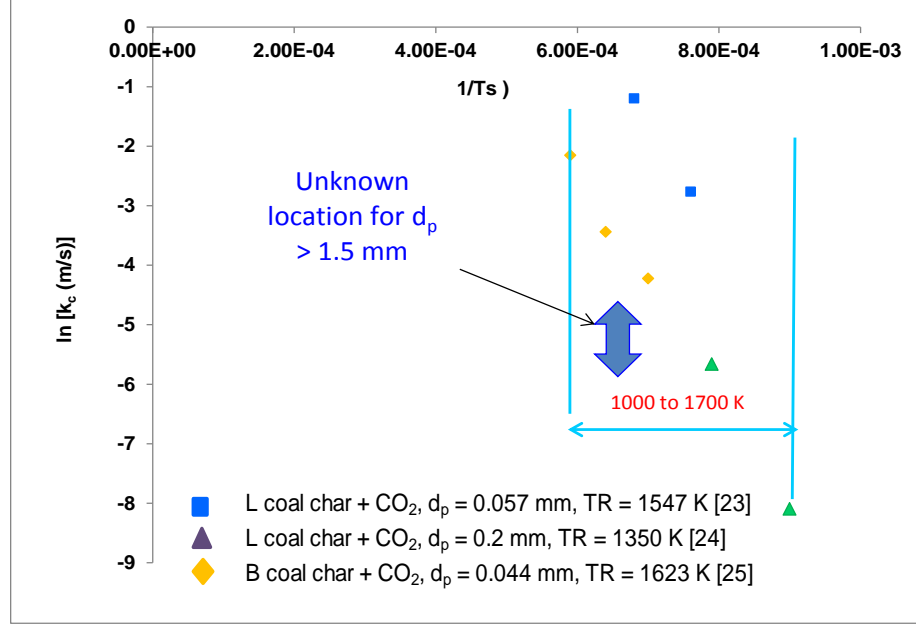 0
0.00E+00 2.00E-04 4.00E-04 6.00E-04 8.00E-04 1.00E-03
1/Ts )
-1
-2
-3
-4
-5
-6
-7
-8
-9
ln [kc (m/s)]
Unknown
location for dp
> 1.5 mm
1000 to 1700 K
L coal char + CO2, dp = 0.057 mm, TR = 1547 K [23]
L coal char + CO2, dp = 0.2 mm, TR = 1350 K [24]
B coal char + CO2, dp = 0.044 mm, TR = 1623 K [25]